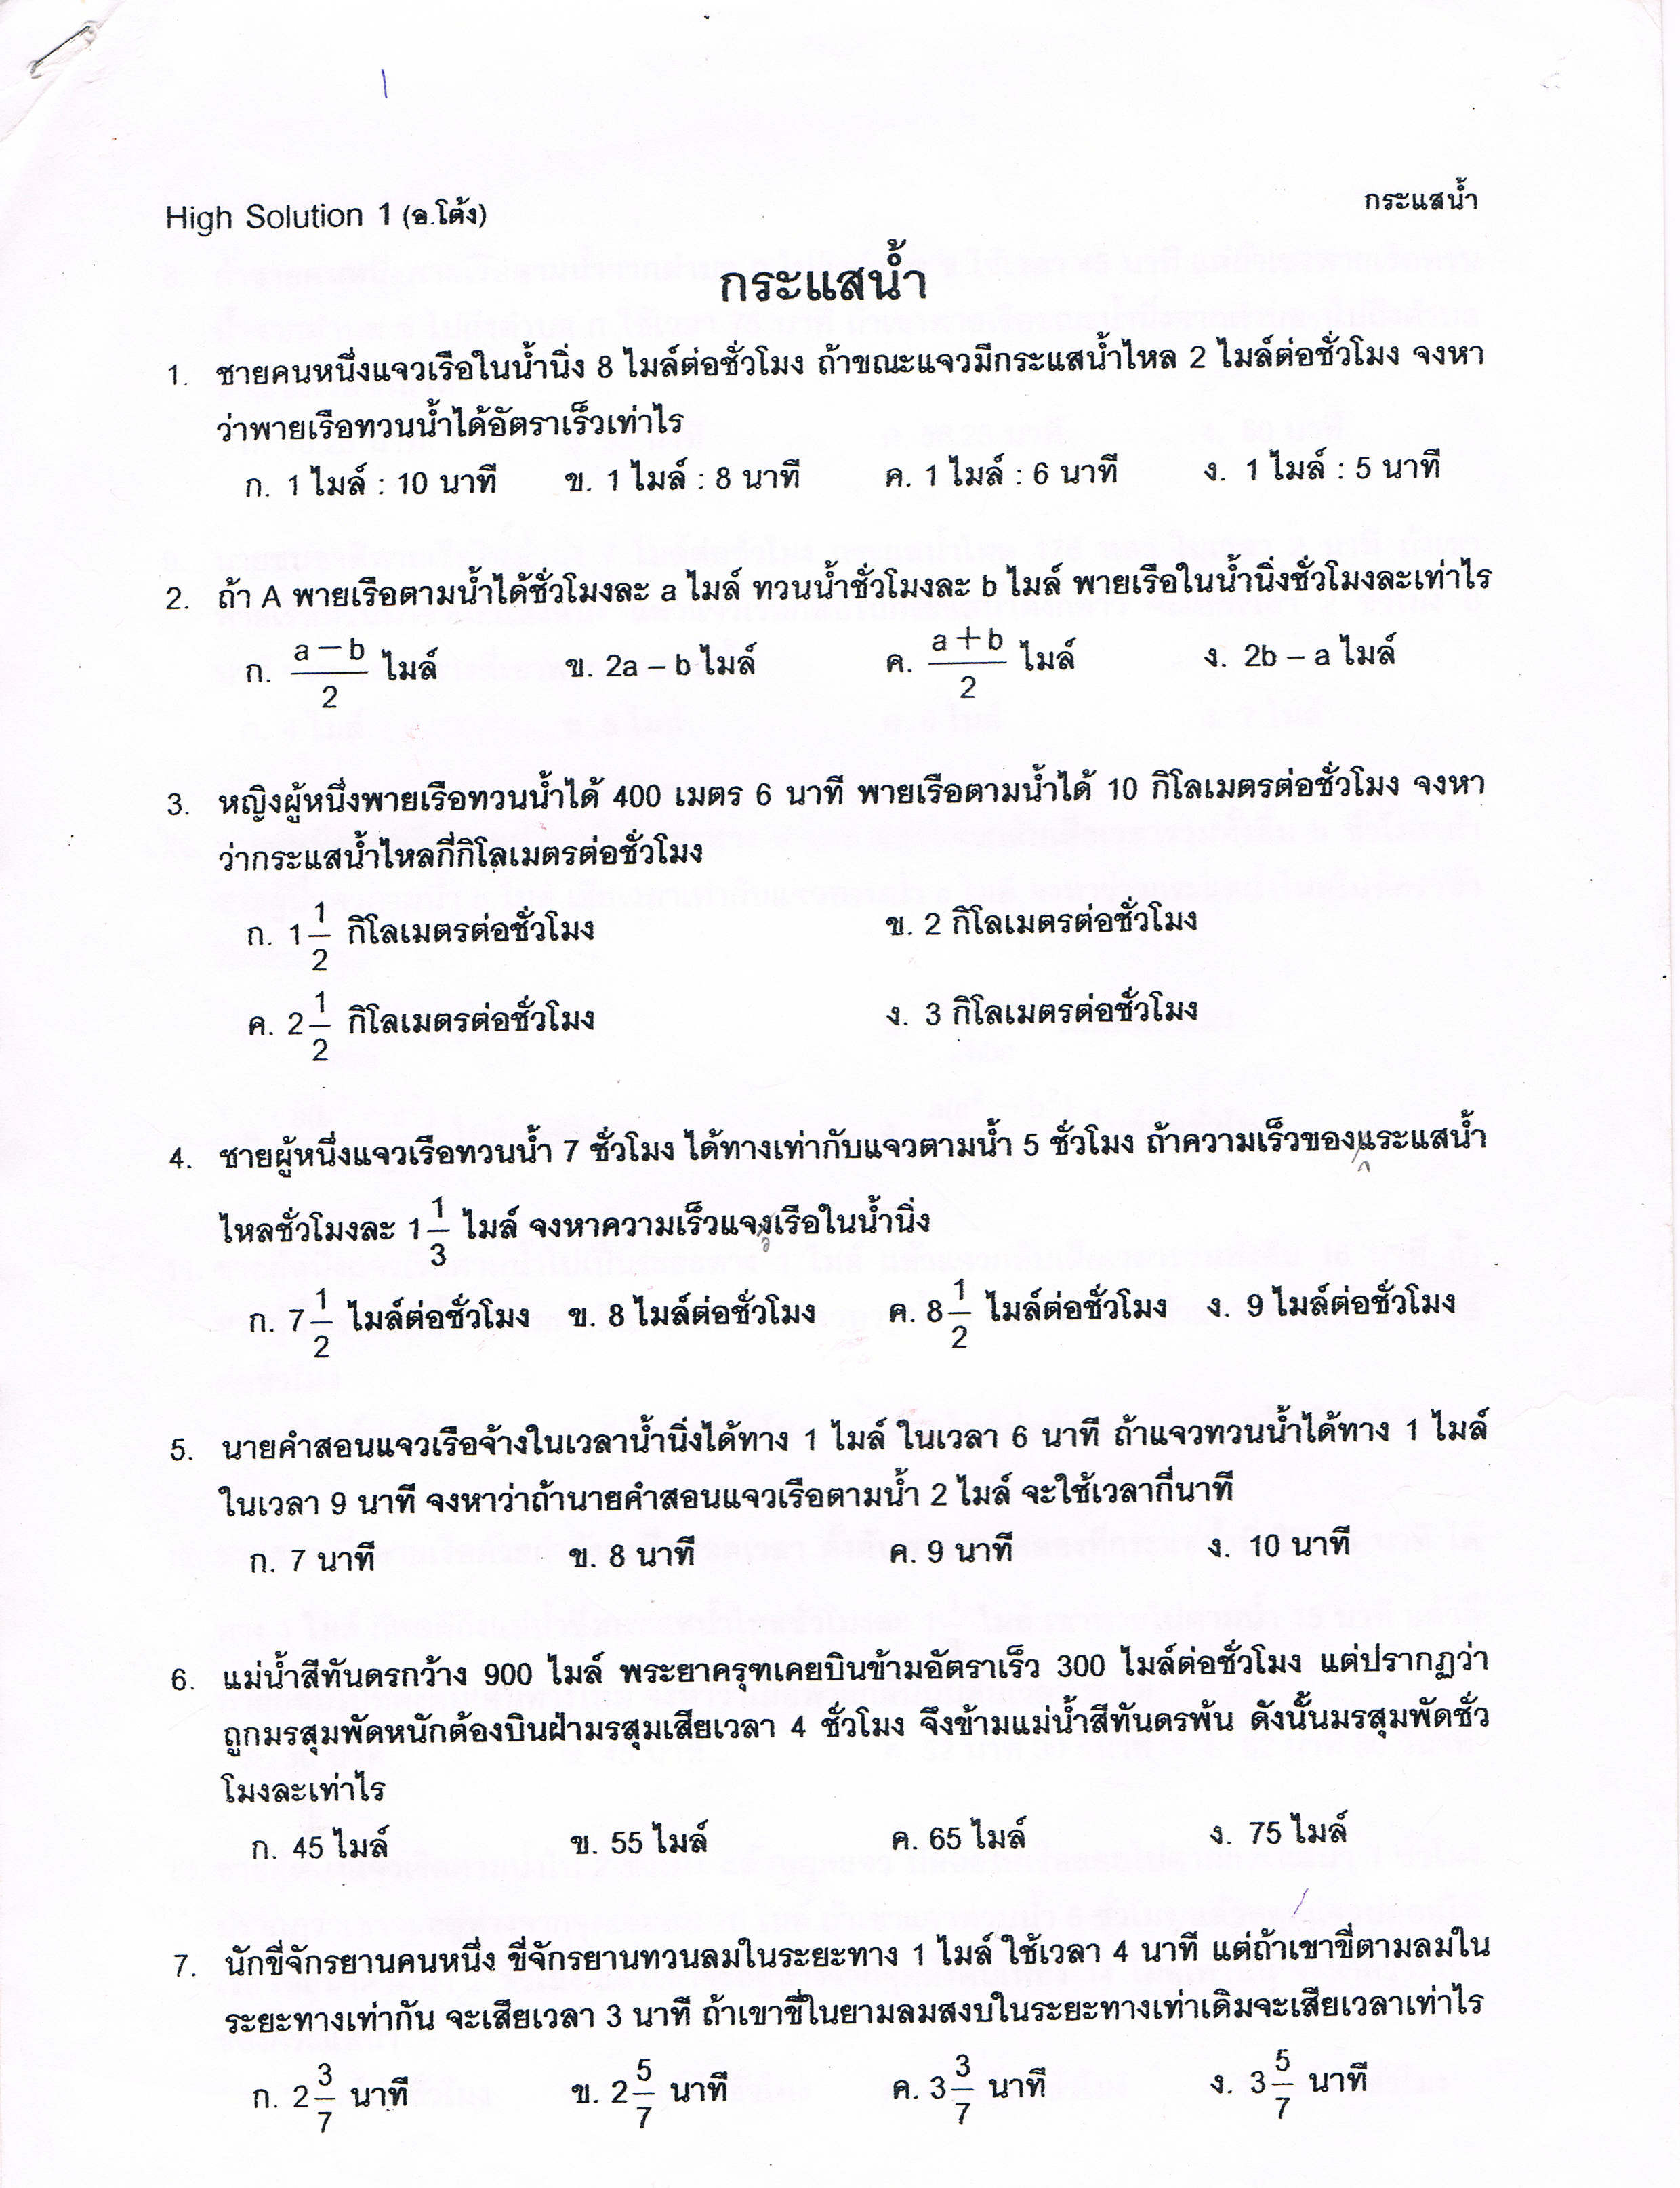 High Solution 1 (อ.โต้ง)
กระแสน้ำ
กระแสน้ำ
1. ชายคนหนึ่งแจวเรือในน้ำนิ่ง 8 ไมล์ต่อชั่วโมง ถ้าขณะแจวมีกระแสน้ำไหล 2 ไมล์ต่อชั่วโมง จงหา
ว่าพายเรือทวนน้ำได้อัตราเร็วเท่าไร
ก. 1 ไมล์ : 10 นาที ข. 1 ไมล์ : 8 นาที ค. 1 ไมล์ : 6 นาที ง. 1 ไมล์ : 5 นาที
2. ถ้า A พายเรือตามน้ำได้ชั่วโมงละ a ไมล์ ทวนน้ำชั่วโมงละ b ไมล์ พายเรือในน้ำนิ่งชั่วโมงละเท่าไร
ก. (a – b)/2 ไมล์ ข. 2a – b ไมล์ ค. (a + b)/2 ไมล์ ง. 2b – a ไมล์
3. หญิงผู้หนึ่งพายเรือทวนน้ำได้ 400 เมตร 6 นาที พายเรือตามน้ำได้ 10 กิโลเมตรต่อชั่วโมง จงหา
ว่ากระแสน้ำไหลกี่กิโลเมตรต่อชั่วโมง
ก. 1 1/2 กิโลเมตรต่อชั่วโมง ข. 2 กิโลเมตรต่อชั่วโมง
ค. 2 1/2 กิโลเมตรต่อชั่วโมง ง. 3 กิโลเมตรต่อชั่วโมง
4. ชายผู้หนึ่งแจวเรือทวนน้ำ 7 ชั่วโมง ได้ทางเท่ากับแจวตามน้ำ 5 ชั่วโมง ถ้าความเร็วของแระแสน้ำ
ไหลชั่วโมงละ 1 1/3 ไมล์ จงหาความเร็วแจงเรือในน้ำนิ่ง
ก. 7 1/2 ไมล์ต่อชั่วโมง ข. 8 ไมล์ต่อชั่วโมง ค. 8 1/2 ไมล์ต่อชั่วโมง ง. 9 ไมล์ต่อชั่วโมง
5. นายคำสอนแจวเรือจ้างในเวลาน้ำนิ่งได้ทาง 1 ไมล์ ในเวลา 6 นาที ถ้าแจวทวนน้ำได้ทาง 1 ไมล์
ในเวลา 9 นาที จงหาว่าถ้านายคำสอนแจวเรือตามน้ำ 2 ไมล์ จะใช้เวลากี่นาที
ก. 7 นาที ข. 8 นาที ค. 9 นาที ง. 10 นาที
6. แม่น้ำสีทันดรกว้าง 900 ไมล์ พระยาครุฑเคยบินข้ามอัตราเร็ว 300 ไมล์ต่อชั่วโมง แต่ปรากฏว่า
ถูกมรสุมพัดหนักต้องบินฝ่ามรสุมเสียเวลา 4 ชั่วโมง จึงข้ามแม่น้ำสีทันดรพ้น ดังนั้นมรสุมพัดชั่ว
โมงละเท่าไร
ก. 45 ไมล์ ข. 55 ไมล์ ค. 65 ไมล์ ง. 75 ไมล์
7. นักขี่จักรยานคนหนึ่ง ขี่จักรยานทวนลมในระยะทาง 1 ไมล์ ใช้เวลา 4 นาที แต่ถ้าเขาขี่ตามลมใน
ระยะทางเท่ากัน จะเสียเวลา 3 นาที ถ้าเขาขี่ในยามลมสงบในระยะทางเท่าเดิมจะเสียเวลาเท่าไร
ก. 2 3/7 นาที ข. 2 5/7 นาที ค. 3 3/7 นาที ง. 3 5/7 นาที